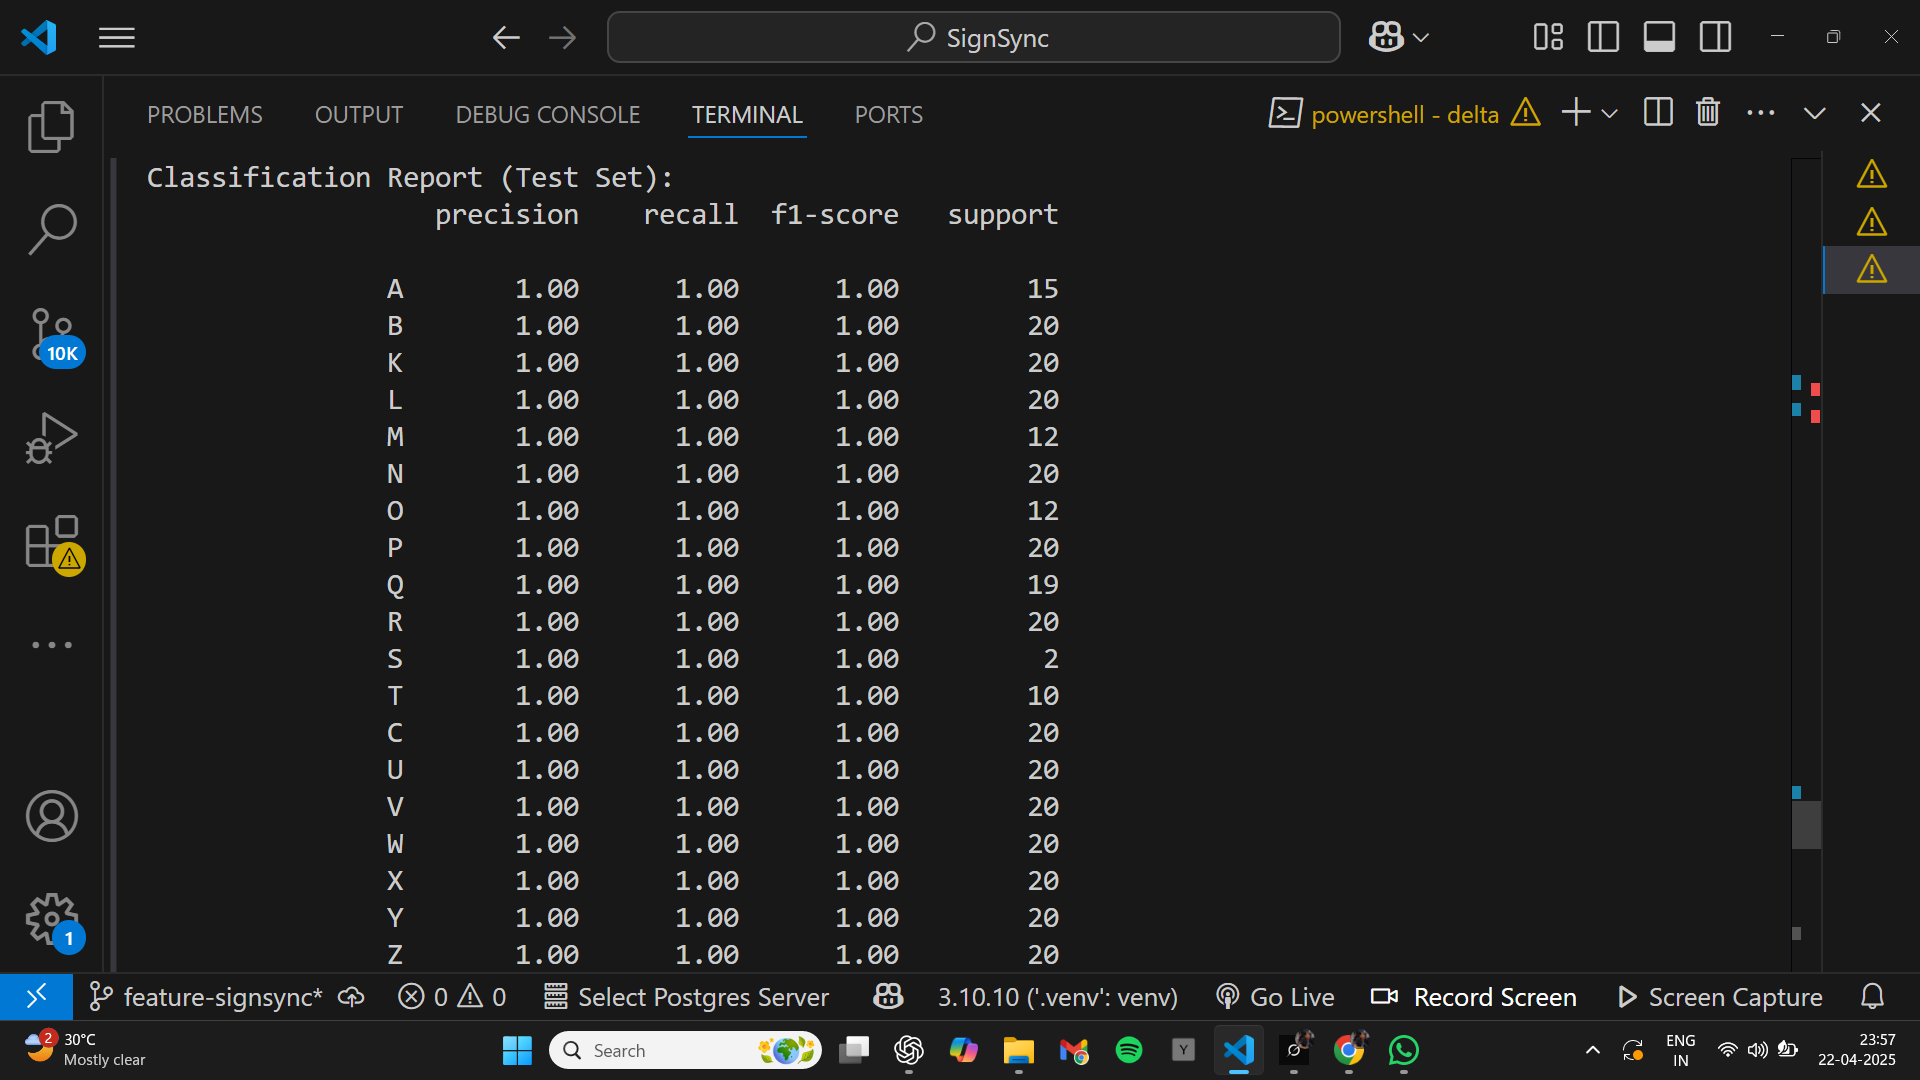 SignSync
PROBLEMS OUTPUT DEBUG CONSOLE TERMINAL PORTS powershell - delta
Classification Report (Test Set):
precision recall f1-score support
A 1.00 1.00 1.00 15
B 1.00 1.00 1.00 20
K 1.00 1.00 1.00 20
L 1.00 1.00 1.00 20
M 1.00 1.00 1.00 12
N 1.00 1.00 1.00 20
O 1.00 1.00 1.00 12
P 1.00 1.00 1.00 20
Q 1.00 1.00 1.00 19
R 1.00 1.00 1.00 20
S 1.00 1.00 1.00 2
T 1.00 1.00 1.00 10
C 1.00 1.00 1.00 20
U 1.00 1.00 1.00 20
V 1.00 1.00 1.00 20
W 1.00 1.00 1.00 20
X 1.00 1.00 1.00 20
Y 1.00 1.00 1.00 20
Z 1.00 1.00 1.00 20
10K
1
feature-signsync* 0 0 Select Postgres Server 3.10.10 ('.venv': venv) Go Live Record Screen Screen Capture
2 30°C
Mostly clear
Search
Y
ENG
IN
23:57
22-04-2025